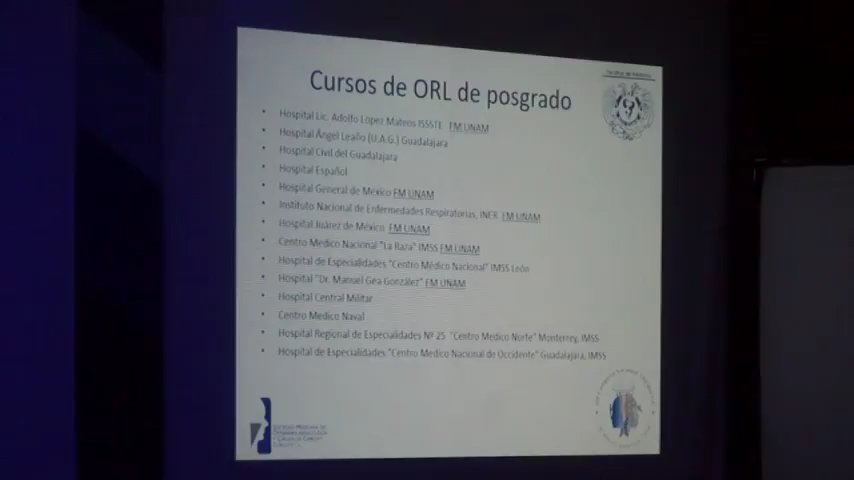 Cursos de ORL de posgrado
Facultad de Medicina
• Hospital Lic. Adolfo López Mateos ISSSTE FM UNAM
• Hospital Ángel Leaño (U.A.G.) Guadalajara
• Hospital Civil del Guadalajara
• Hospital Español
• Hospital General de México FM UNAM
• Instituto Nacional de Enfermedades Respiratorias, INER FM UNAM
• Hospital Juárez de México FM UNAM
• Centro Medico Nacional "La Raza" IMSS FM UNAM
• Hospital de Especialidades "Centro Médico Nacional" IMSS León
• Hospital "Dr. Manuel Gea González" FM UNAM
• Hospital Central Militar
• Centro Medico Naval
• Hospital Regional de Especialidades Nº 25 "Centro Medico Norte" Monterrey, IMSS
• Hospital de Especialidades "Centro Medico Nacional de Occidente" Guadalajara, IMSS